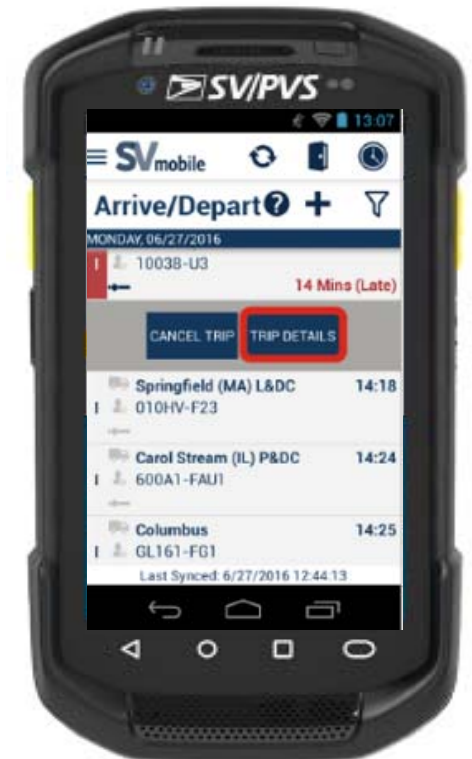 SV/PVS
13:07
SVmobile
Arrive/Depart? +
MONDAY, 06/27/2016
I 10038-U3
14 Mins (Late)
CANCEL TRIP TRIP DETAILS
Springfield (MA) L&DC 14:18
I 010HV-F23
Carol Stream (IL) P&DC 14:24
I 600A1-FAU1
Columbus 14:25
I GL161-FG1
Last Synced: 6/27/2016 12:44:13